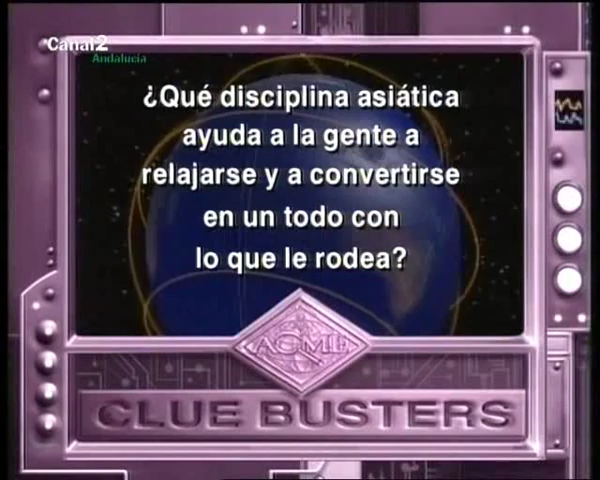 Canal2
Andalucía
¿Qué disciplina asiática
ayuda a la gente a
relajarse y a convertirse
en un todo con
lo que le rodea?
ACME
CLUE BUSTERS